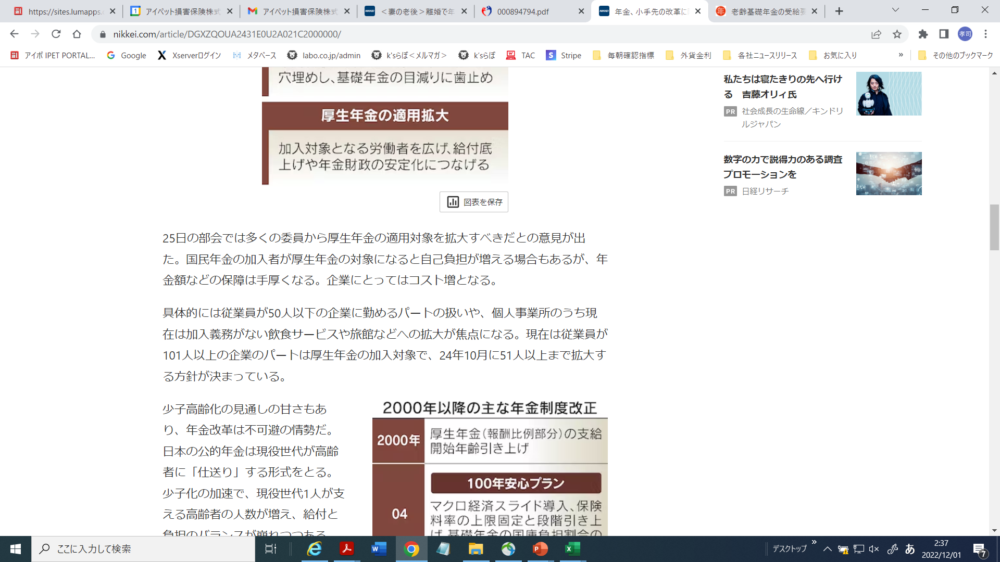 https://sites.lumapps.
アイペット損害保険株式
アイペット損害保険株式
＜妻の老後＞離婚で年
000894794.pdf
年金、小手先の改革に
老齢基礎年金の受給要
nikkei.com/article/DGXZQOUA2431E0U2A021C2000000/
孝司
アイポ IPET PORTAL...
Google
Xserverログイン
メタベース
labo.co.jp/admin
k'sらぼ＜メルマガ＞
k'sらぼ
TAC
Stripe
毎朝確認指標
外貨金利
各社ニュースリリース
お気に入り
»
その他のブックマーク
穴埋めし、基礎年金の目減りに歯止め
厚生年金の適用拡大
加入対象となる労働者を広げ、給付底
上げや年金財政の安定化につなげる
図表を保存
25日の部会では多くの委員から厚生年金の適用対象を拡大すべきだとの意見が出
た。国民年金の加入者が厚生年金の対象になると自己負担が増える場合もあるが、年
金額などの保障は手厚くなる。企業にとってはコスト増となる。
具体的には従業員が50人以下の企業に勤めるパートの扱いや、個人事業所のうち現
在は加入義務がない飲食サービスや旅館などへの拡大が焦点になる。現在は従業員が
101人以上の企業のパートは厚生年金の加入対象で、24年10月に51人以上まで拡大す
る方針が決まっている。
少子高齢化の見通しの甘さもあ
り、年金改革は不可避の情勢だ。
日本の公的年金は現役世代が高齢
者に「仕送り」する形式をとる。
少子化の加速で、現役世代1人が支
える高齢者の人数が増え、給付と
負担のバランスが崩れつつある。
2000年以降の主な年金制度改正
2000年
厚生年金(報酬比例部分)の支給
開始年齢引き上げ
04
100年安心プラン
マクロ経済スライド導入、保険
料率の上限固定と段階引き上
げ、基礎年金の国庫負担割合の
私たちは寝たきりの先へ行け
る　吉藤オリィ氏
PR 社会成長の生命線／キンドリ
ルジャパン
数字の力で説得力のある調査
プロモーションを
PR 日経リサーチ
ここに入力して検索
デスクトップ
»
あ
2:37
2022/12/01
7